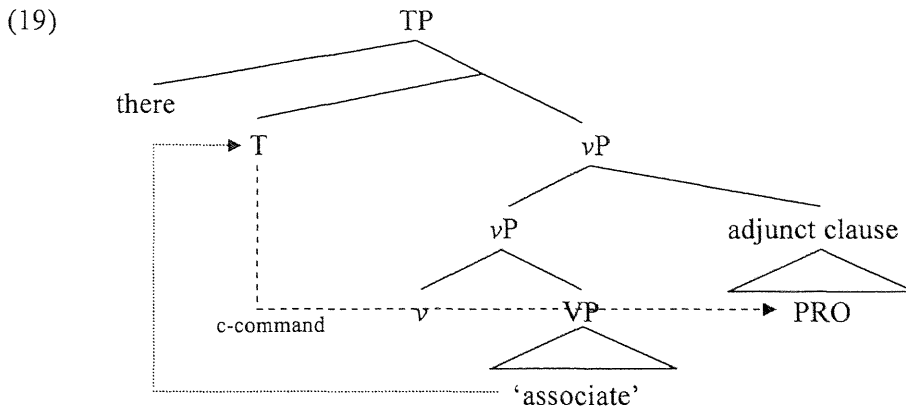 (19) TP
there
T vP
vP adjunct clause
c-command v VP PRO
'associate'